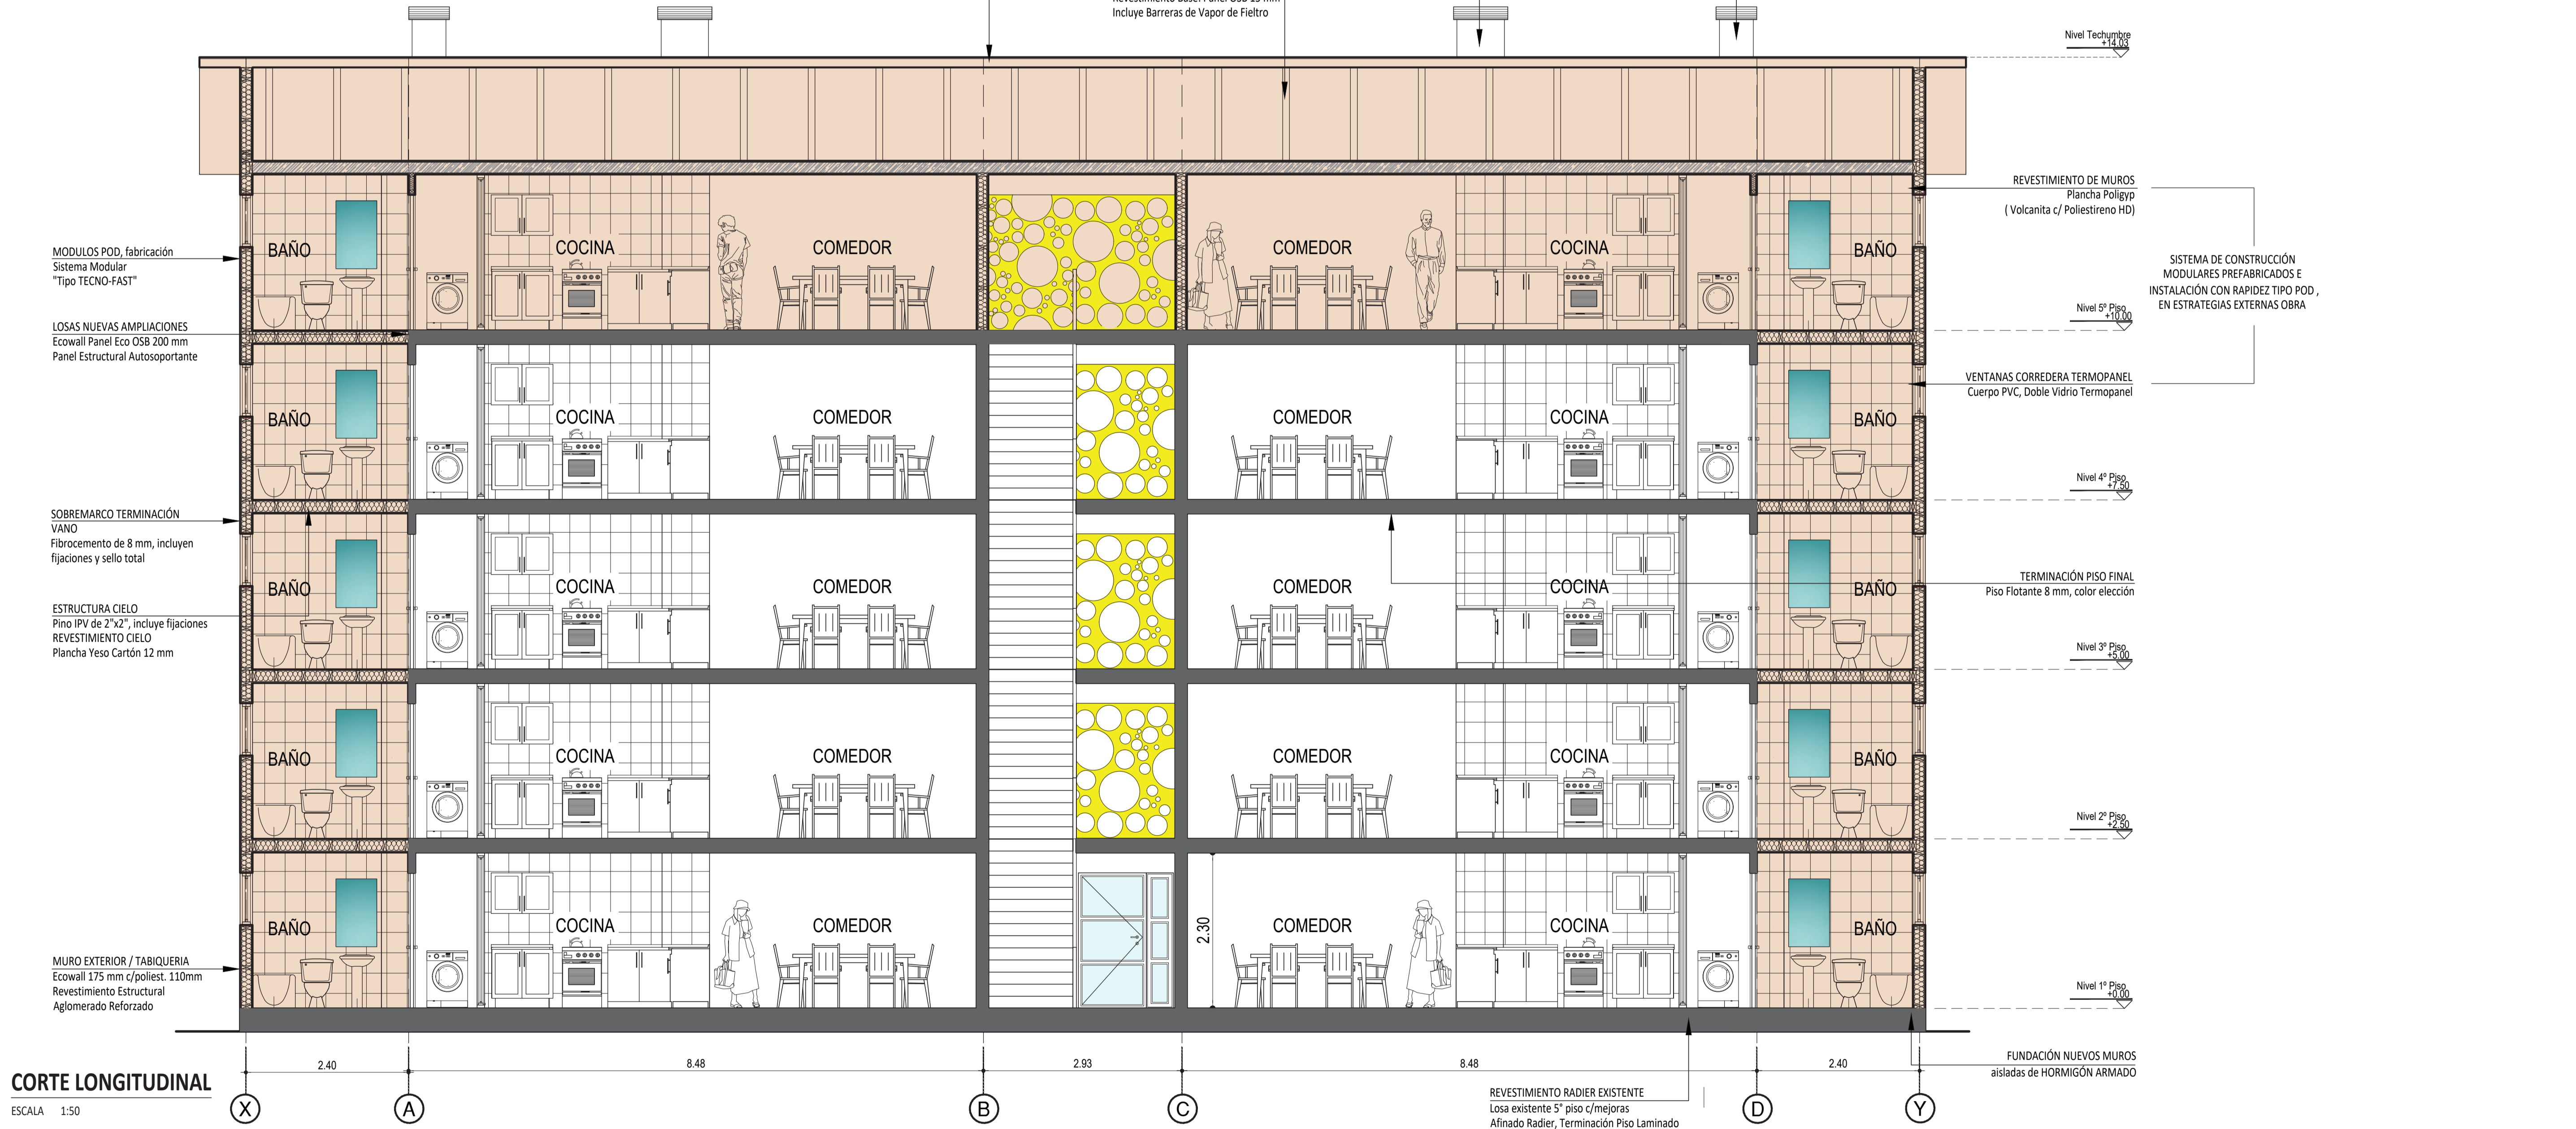 Incluye Barreras de Vapor de Fieltro
Nivel Techumbre
+14.03
REVESTIMIENTO DE MUROS
Plancha Poligyp
( Volcanita c/ Poliestireno HD)
MODULOS POD, fabricación
Sistema Modular
"Tipo TECNO-FAST"
BAÑO
COCINA
COMEDOR
COMEDOR
COCINA
BAÑO
SISTEMA DE CONSTRUCCIÓN
MODULARES PREFABRICADOS E
INSTALACIÓN CON RAPIDEZ TIPO POD ,
EN ESTRATEGIAS EXTERNAS OBRA
Nivel 5º Piso
+10.00
LOSAS NUEVAS AMPLIACIONES
Ecowall Panel Eco OSB 200 mm
Panel Estructural Autosoportante
VENTANAS CORREDERA TERMOPANEL
Cuerpo PVC, Doble Vidrio Termopanel
BAÑO
COCINA
COMEDOR
COMEDOR
COCINA
BAÑO
Nivel 4º Piso
+7.50
SOBREMARCO TERMINACIÓN
VANO
Fibrocemento de 8 mm, incluyen
fijaciones y sello total
BAÑO
COCINA
COMEDOR
COMEDOR
COCINA
BAÑO
TERMINACIÓN PISO FINAL
Piso Flotante 8 mm, color elección
ESTRUCTURA CIELO
Pino IPV de 2"x2", incluye fijaciones
REVESTIMIENTO CIELO
Plancha Yeso Cartón 12 mm
Nivel 3º Piso
+5.00
BAÑO
COCINA
COMEDOR
COMEDOR
COCINA
BAÑO
Nivel 2º Piso
+2.50
BAÑO
COCINA
COMEDOR
2.30
COMEDOR
COCINA
BAÑO
MURO EXTERIOR / TABIQUERIA
Ecowall 175 mm c/poliest. 110mm
Revestimiento Estructural
Aglomerado Reforzado
Nivel 1º Piso
+0.00
2.40
8.48
2.93
8.48
2.40
FUNDACIÓN NUEVOS MUROS
aisladas de HORMIGÓN ARMADO
CORTE LONGITUDINAL
ESCALA 1:50
X
A
B
C
D
Y
REVESTIMIENTO RADIER EXISTENTE
Losa existente 5° piso c/mejoras
Afinado Radier, Terminación Piso Laminado